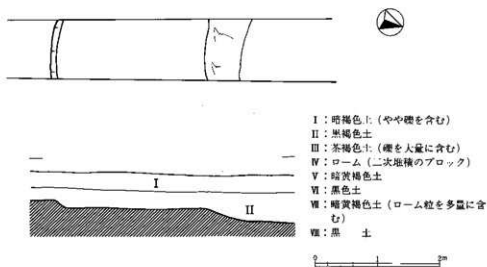 I：暗褐色土（やや礫を含む）
II：黒褐色土
III：茶褐色土（礫を大量に含む）
IV：ローム（二次堆積のブロック）
V：暗黄褐色土
VI：黒色土
VII：暗黄褐色土（ローム粒を多量に含
む）
VIII：黒　土
I
II
0 1 2m